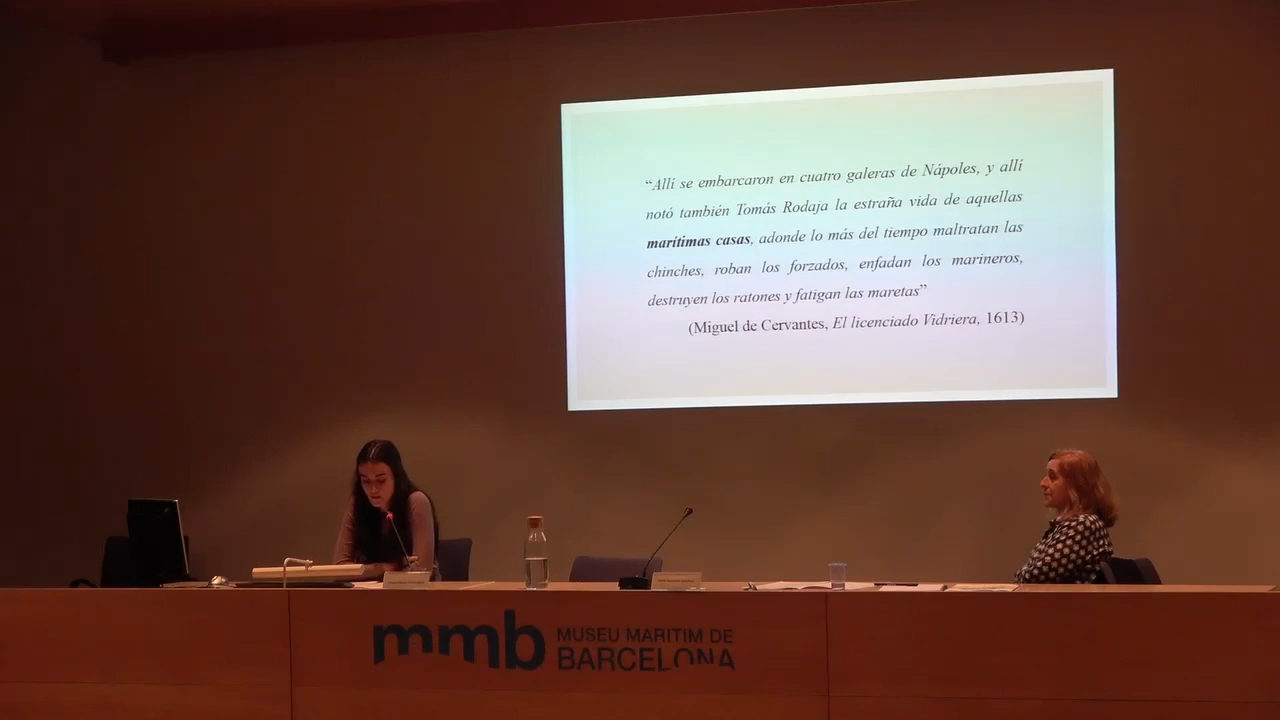 “Allí se embarcaron en cuatro galeras de Nápoles, y allí
notó también Tomás Rodaja la estraña vida de aquellas
marítimas casas, adonde lo más del tiempo maltratan las
chinches, roban los forzados, enfadan los marineros,
destruyen los ratones y fatigan las maretas”
(Miguel de Cervantes, El licenciado Vidriera, 1613)
mmb
MUSEU MARITIM DE
BARCELONA